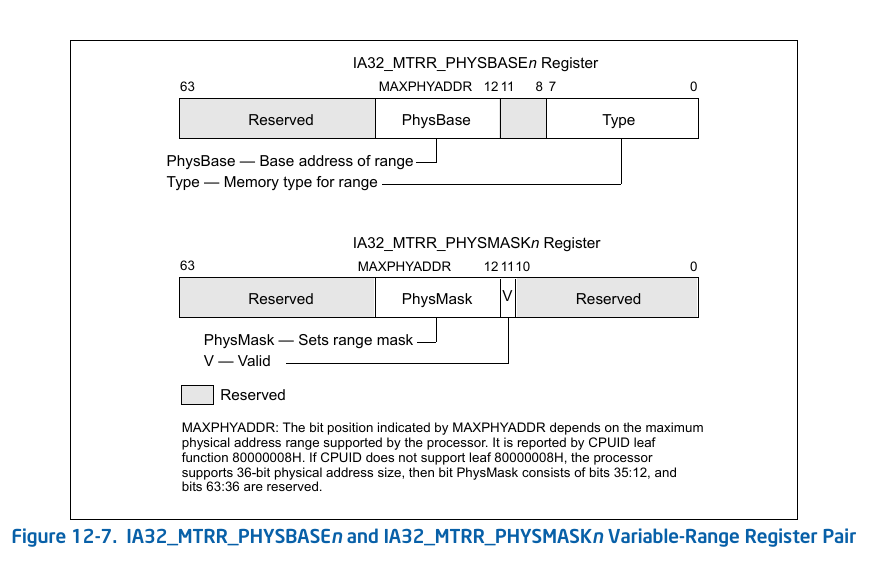 IA32_MTRR_PHYSBASEn Register
63 MAXPHYADDR 12 11 8 7 0
Reserved PhysBase Type
PhysBase — Base address of range
Type — Memory type for range
IA32_MTRR_PHYSMASKn Register
63 MAXPHYADDR 12 11 10 0
Reserved PhysMask V Reserved
PhysMask — Sets range mask
V — Valid
Reserved
MAXPHYADDR: The bit position indicated by MAXPHYADDR depends on the maximum
physical address range supported by the processor. It is reported by CPUID leaf
function 80000008H. If CPUID does not support leaf 80000008H, the processor
supports 36-bit physical address size, then bit PhysMask consists of bits 35:12, and
bits 63:36 are reserved.
Figure 12-7. IA32_MTRR_PHYSBASEn and IA32_MTRR_PHYSMASKn Variable-Range Register Pair